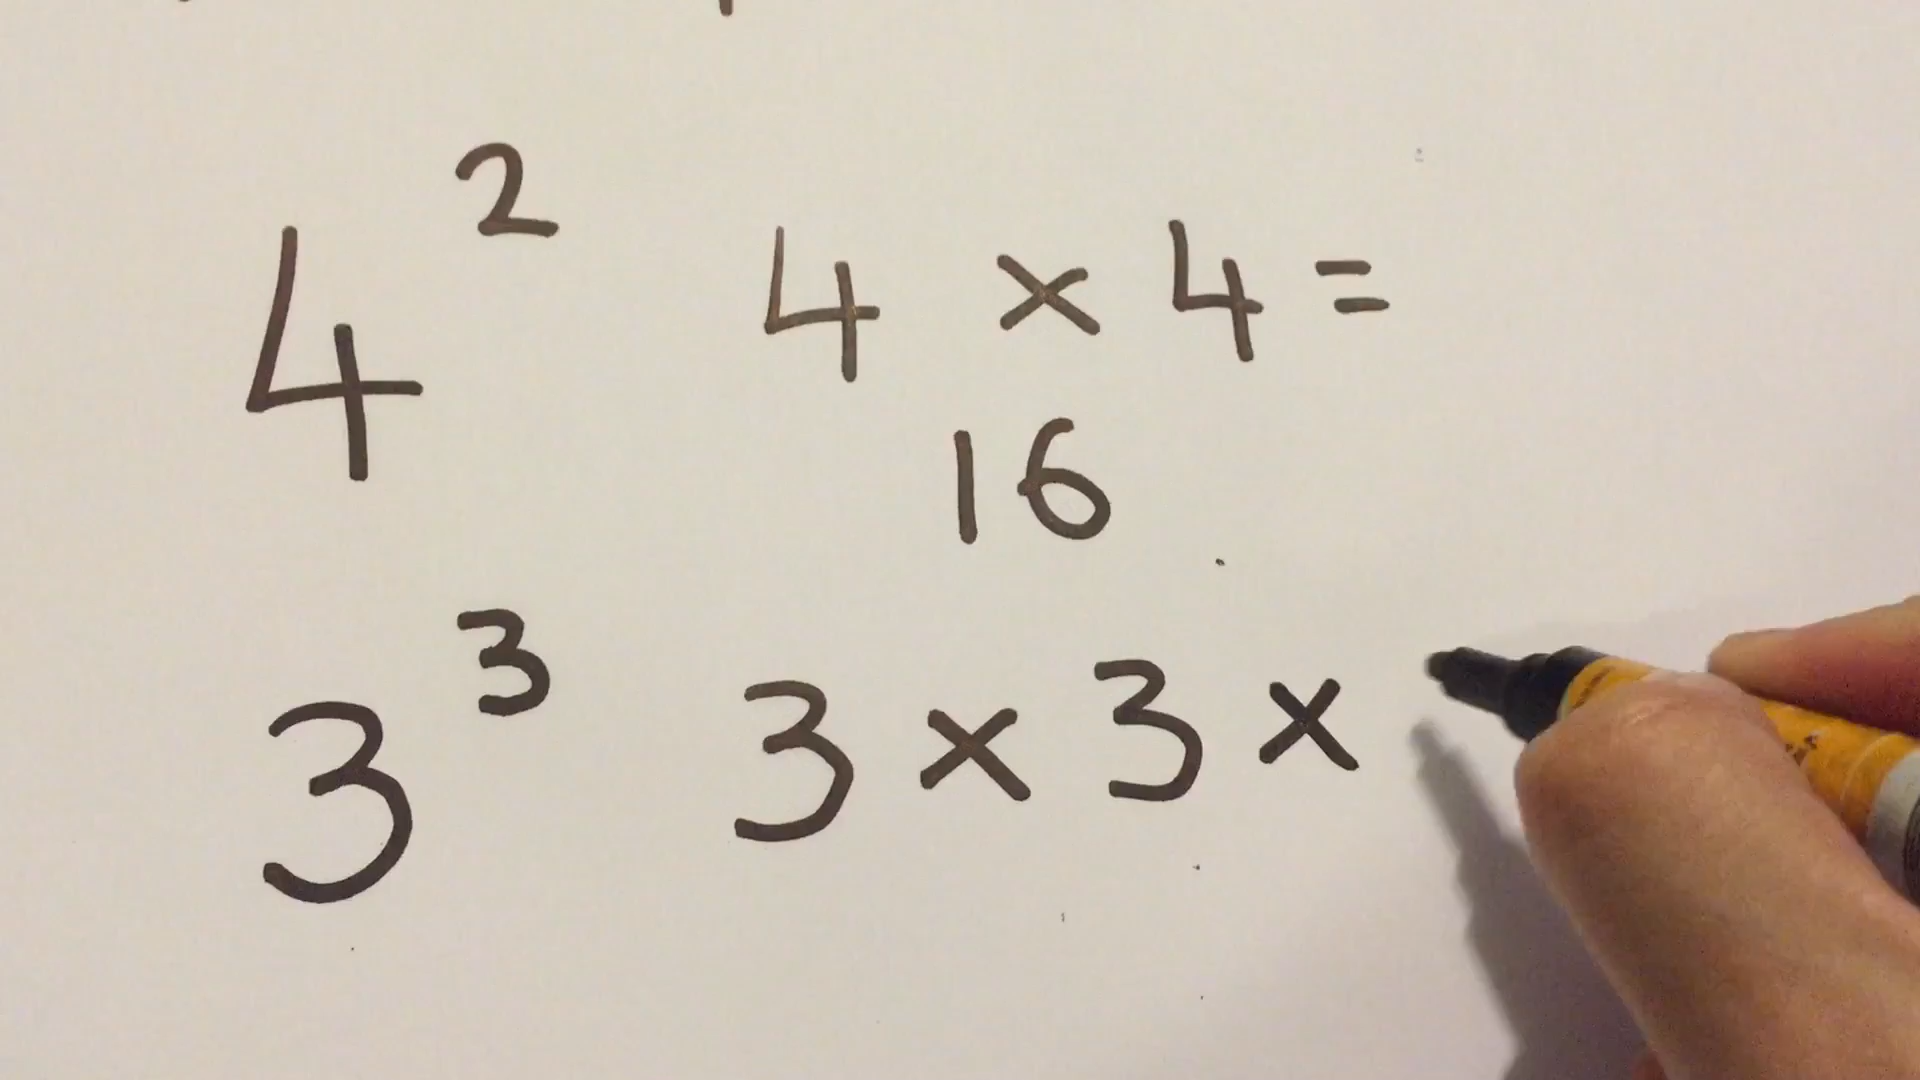 4² 4 × 4 =
16
3³ 3 × 3 ×